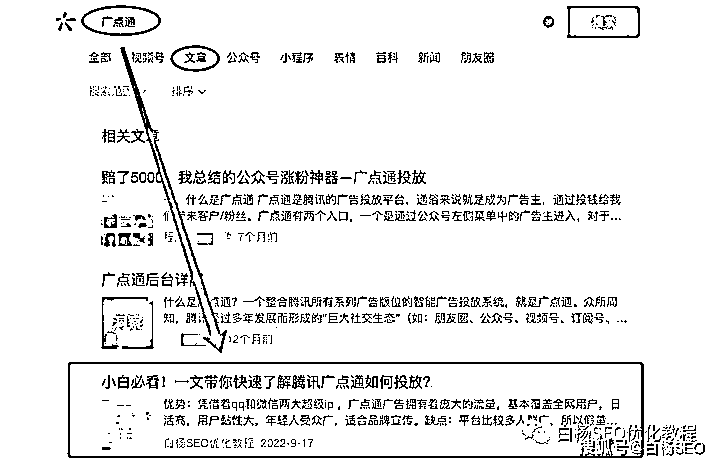 广点通
搜索
全部 视频号 文章 公众号 小程序 表情 百科 新闻 朋友圈
搜索范围 排序
相关文章
赔了5000 我总结的公众号涨粉神器—广点通投放
什么是广点通 广点通是腾讯的广告投放平台，通俗来说就是成为广告主，通过投钱给我
们 来客户/粉丝。广点通有两个入口，一个是通过公众号左侧菜单中的广告主进入，对于...
7个月前
广点通后台详
什么是 点通？一个整合腾讯所有系列广告版位的智能广告投放系统，就是广点通。众所周
知，腾讯 过多年发展而形成的“巨大社交生态”（如：朋友圈、公众号、视频号、订阅号、...
12个月前
小白必看！一文带你快速了解腾讯广点通如何投放？
优势：凭借着qq和微信两大超级ip，广点通广告拥有着庞大的流量，基本覆盖全网用户，日
活高，用户黏性大，年轻人受众广，适合品牌宣传。缺点：平台比较多人 广，所以假量...
白杨SEO优化教程 2022-9-17
白杨SEO优化教程
搜狐号@白杨SEO